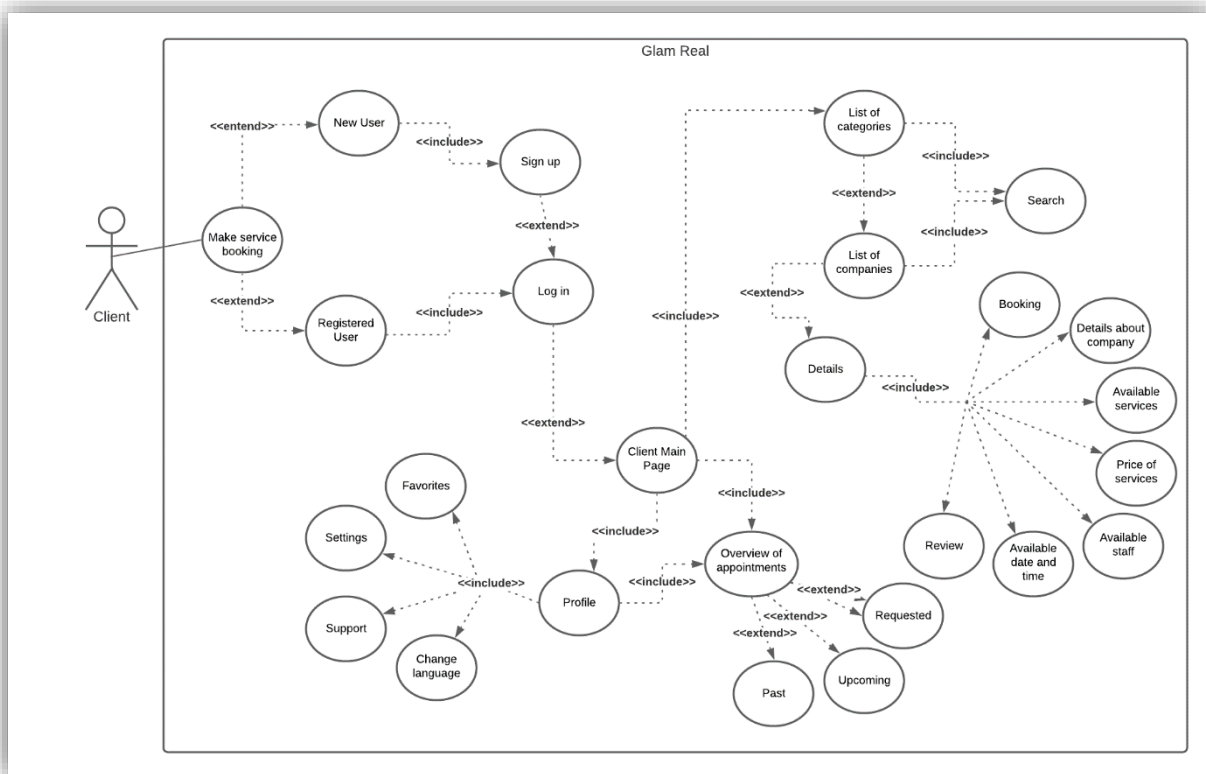 Glam Real
List of
categories
<<entend>>
New User
<<include>>
Sign up
<<include>>
Search
<<extend>>
Make service
booking
<<extend>>
<<include>>
List of
companies
Client
<<extend>>
Log in
<<extend>>
Booking
<<include>>
Registered
User
<<include>>
Details about
company
Details
<<include>>
Available
services
<<extend>>
Client Main
Page
Price of
services
Favorites
<<include>>
Settings
<<include>>
Review
Available
date and
time
Available
staff
Overview of
appointments
<<include>>
<<include>>
Profile
<<extend>>
Requested
<<extend>>
Support
<<extend>>
Change
language
Past
Upcoming